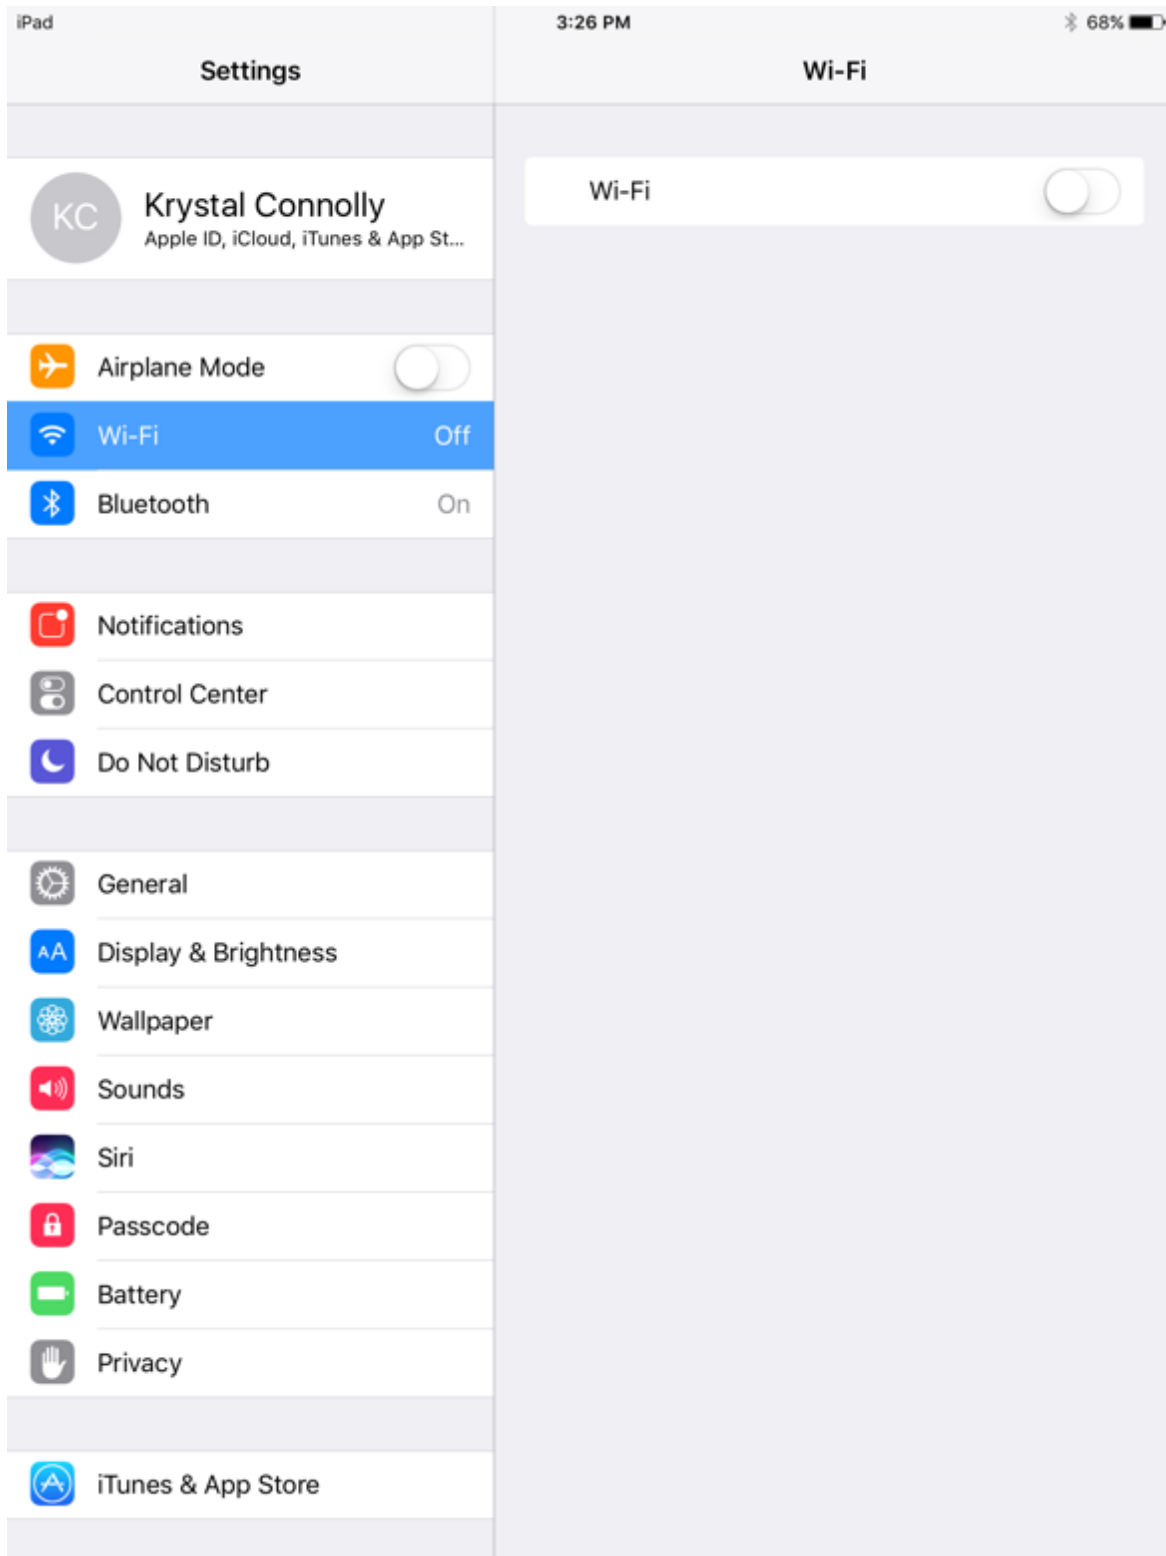 iPad
3:26 PM
68%
Settings
Wi-Fi
KC
Krystal Connolly
Apple ID, iCloud, iTunes & App St...
Wi-Fi
Airplane Mode
Wi-Fi
Off
Bluetooth
On
Notifications
Control Center
Do Not Disturb
General
AA
Display & Brightness
Wallpaper
Sounds
Siri
Passcode
Battery
Privacy
iTunes & App Store